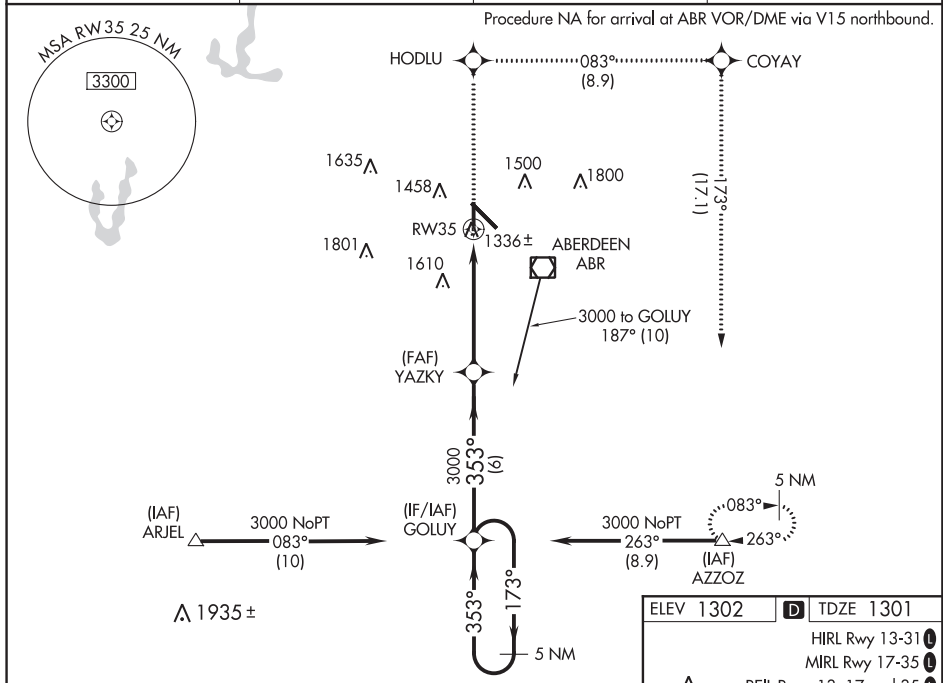 Procedure NA for arrival at ABR VOR/DME via V15 northbound.
MSA RW35 25 NM
3300
HODLU
083°
(8.9)
COYAY
173°
(17.1)
1635
1458
1500
1800
RW35
1336 ±
1801
1610
ABERDEEN
ABR
3000 to GOLUY
187° (10)
(FAF)
YAZKY
3000
353°
(6)
(IAF)
ARJEL
3000 NoPT
083°
(10)
(IF/IAF)
GOLUY
3000 NoPT
263°
(8.9)
5 NM
083°
263°
(IAF)
AZZOZ
353°
173°
5 NM
1935 ±
ELEV 1302
D
TDZE 1301
HIRL Rwy 13-31 L
MIRL Rwy 17-35 L